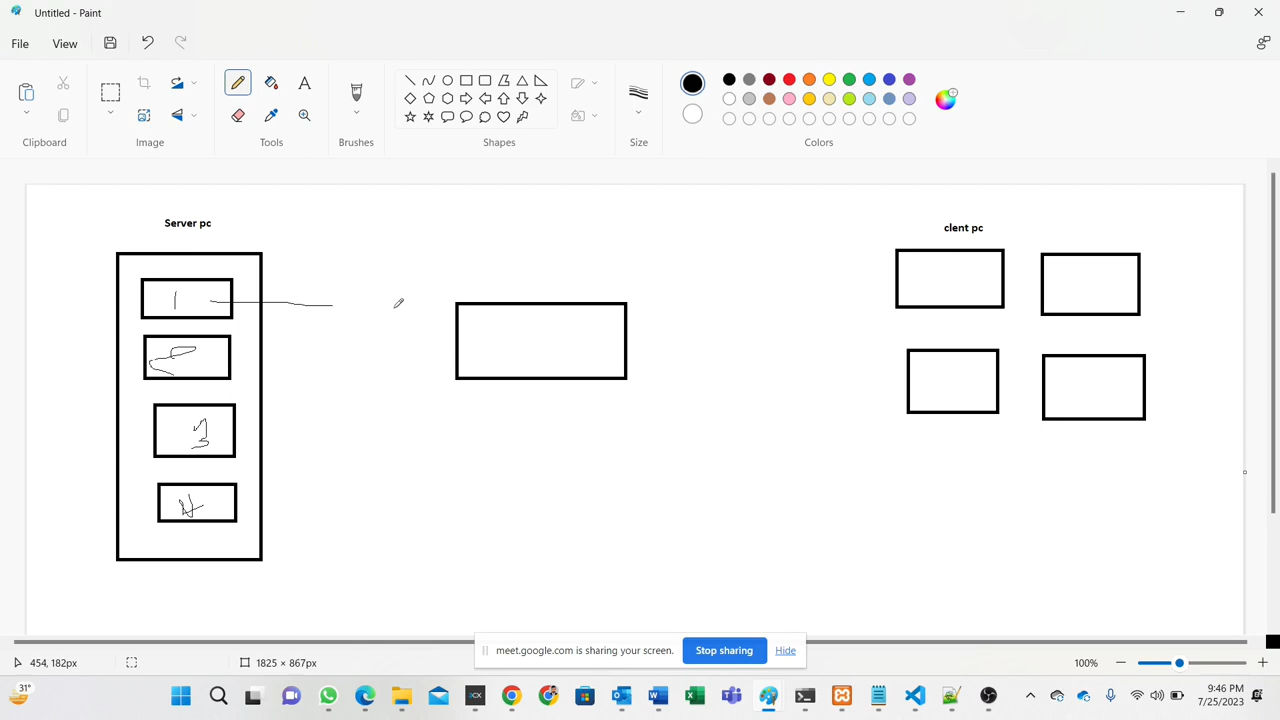 Untitled - Paint
File
View
Clipboard
Image
Tools
Brushes
Shapes
Size
Colors
Server pc
clent pc
1
3
meet.google.com is sharing your screen.
Stop sharing
Hide
454, 182px
1825 × 867px
100%
31°
9:46 PM
7/25/2023